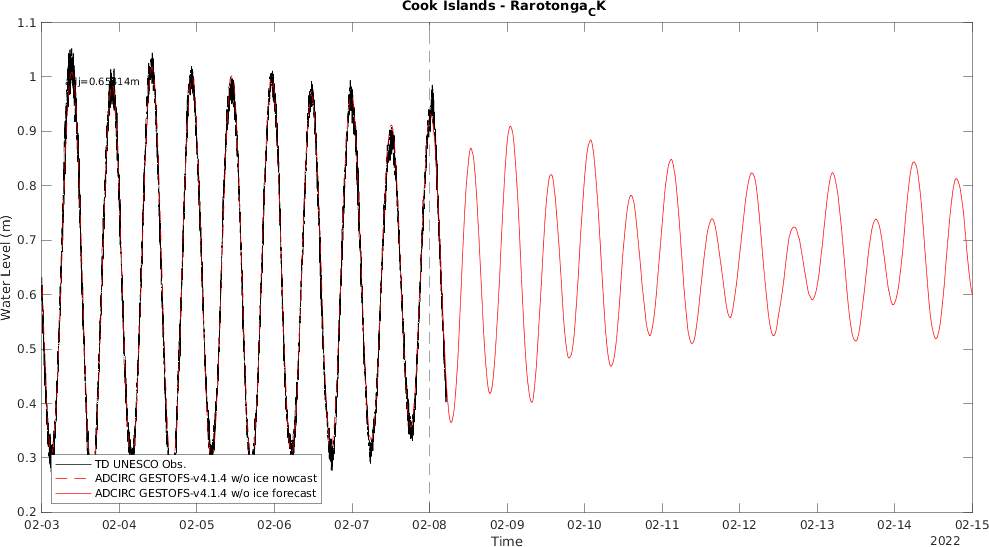 Cook Islands - Rarotonga_CK
1.1
1
0.9
0.8
0.7
0.6
0.5
0.4
0.3
0.2
Water Level (m)
TD UNESCO Obs.
ADCIRC GESTOFS-v4.1.4 w/o ice nowcast
ADCIRC GESTOFS-v4.1.4 w/o ice forecast
02-03 02-04 02-05 02-06 02-07 02-08 02-09 02-10 02-11 02-12 02-13 02-14 02-15
Time
2022